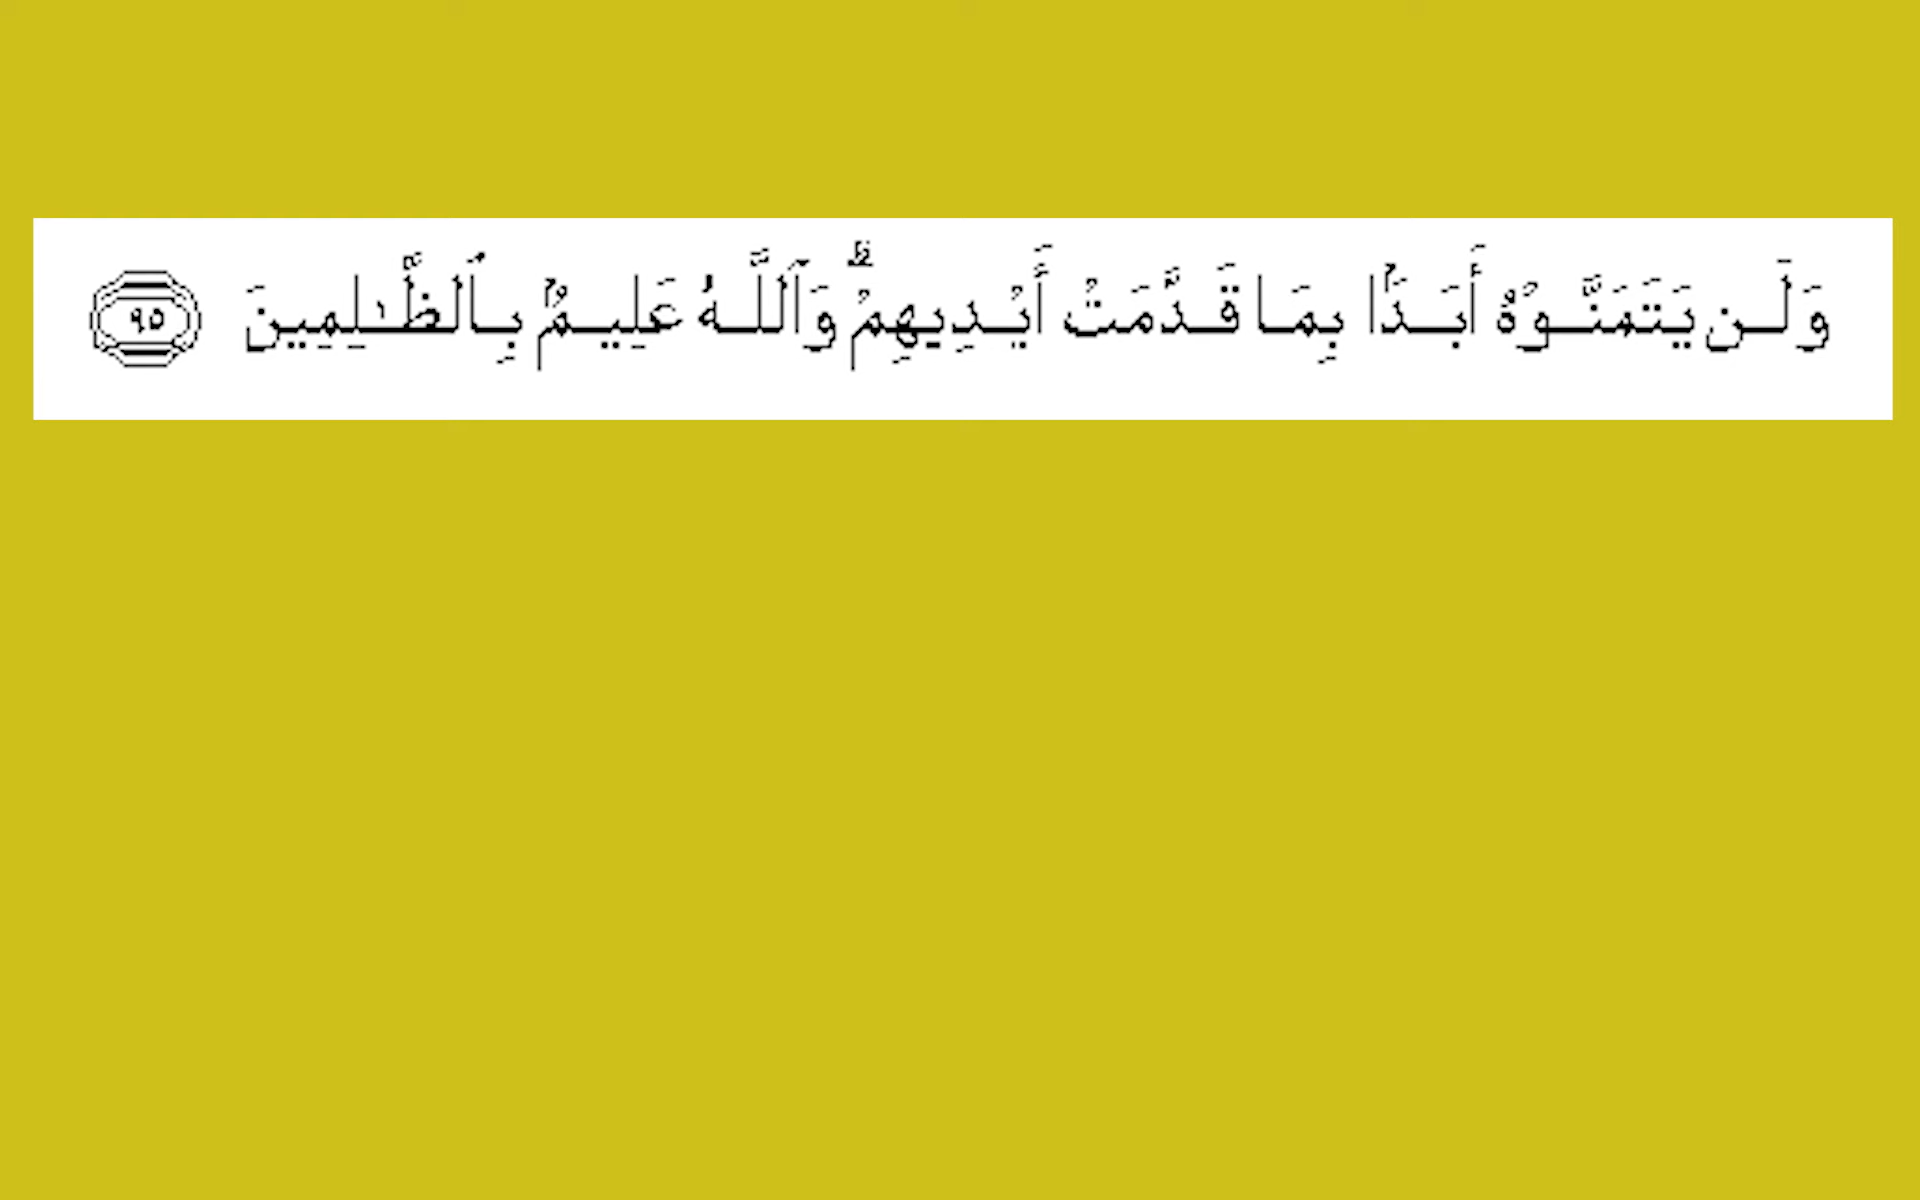 وَلَن يَتَمَنَّوْهُ أَبَدًۢا بِمَا قَدَّمَتْ أَيْدِيهِمْ ۗ وَٱللَّهُ عَلِيمٌۢ بِٱلظَّـٰلِمِينَ ٩٥